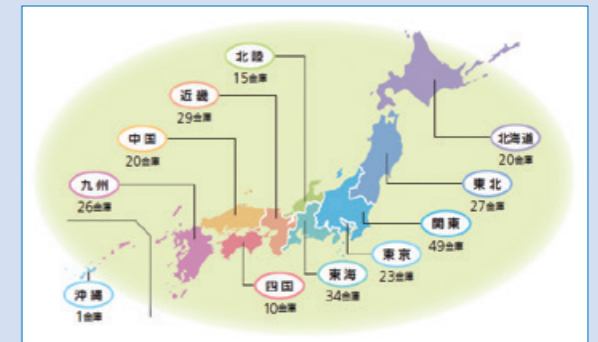 北陸
15金庫
近畿
29金庫
中国
20金庫
九州
26金庫
沖縄
1金庫
四国
10金庫
東海
34金庫
東京
23金庫
関東
49金庫
東北
27金庫
北海道
20金庫